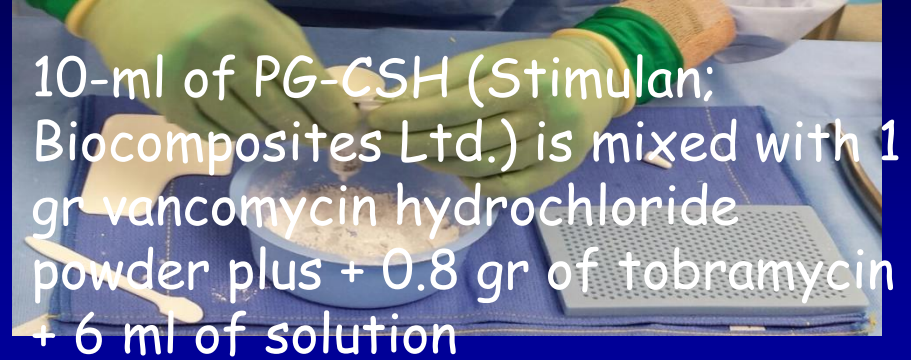 10-ml of PG-CSH (Stimulan;
Biocomposites Ltd.) is mixed with 1
gr vancomycin hydrochloride
powder plus + 0.8 gr of tobramycin
+ 6 ml of solution